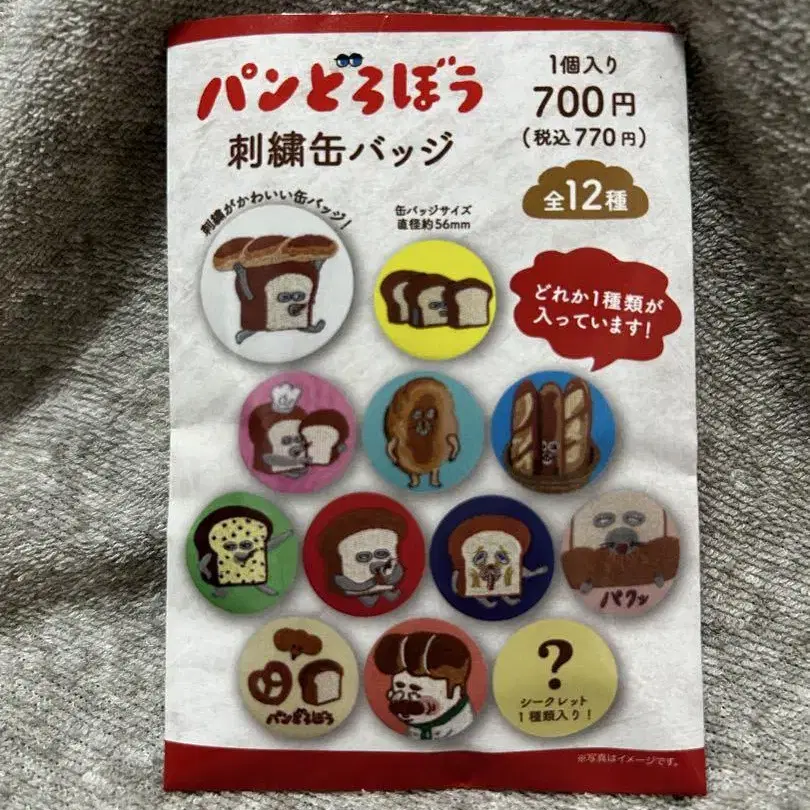 パンどろぼう
刺繍缶バッジ
1個入り
700円
(税込770円)
全12種
刺繍がかわいい缶バッジ!
缶バッジサイズ
直径約56mm
どれか1種類が
入っています!
パクッ
パンどろぼう
?
シークレット
1種類入り!
※写真はイメージです。